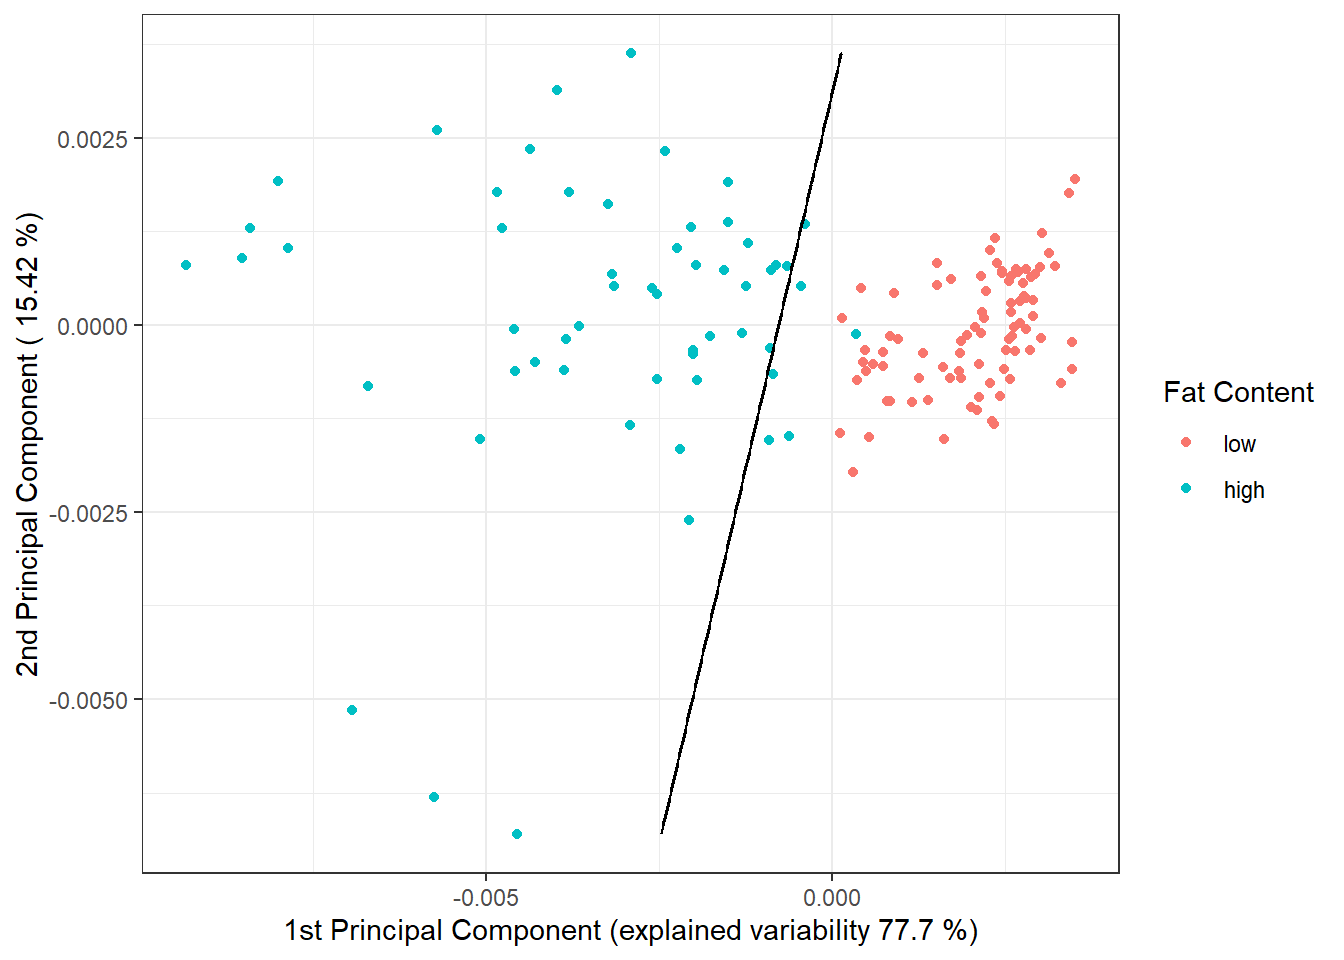 0.0025
0.0000
-0.0025
-0.0050
2nd Principal Component ( 15.42 %)
-0.005 0.000
1st Principal Component (explained variability 77.7 %)
Fat Content
low
high